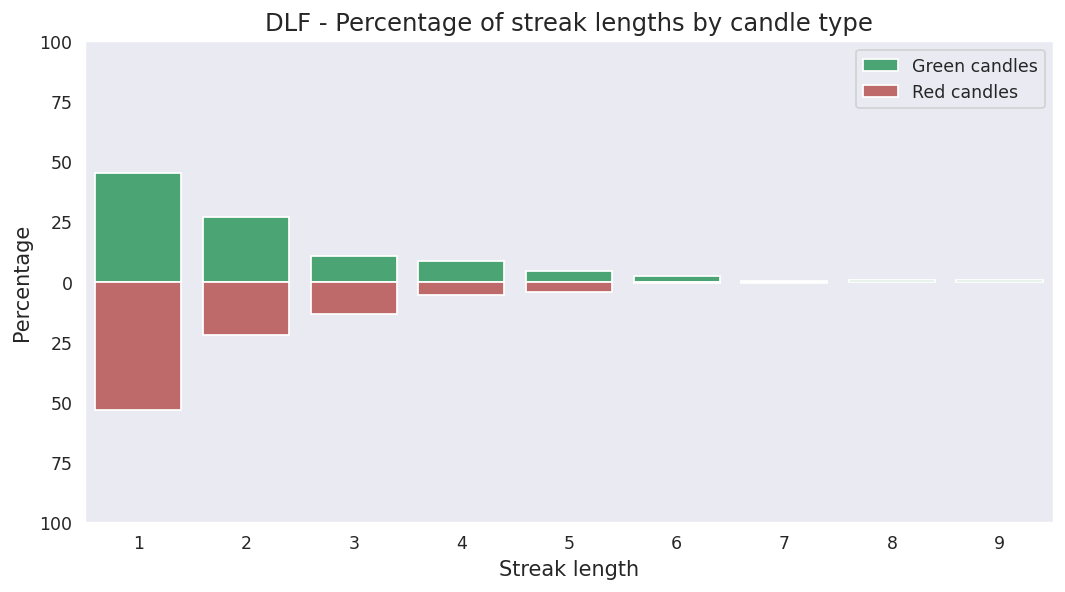 DLF - Percentage of streak lengths by candle type
Green candles
Red candles
Percentage
100
75
50
25
0
25
50
75
100
1 2 3 4 5 6 7 8 9
Streak length